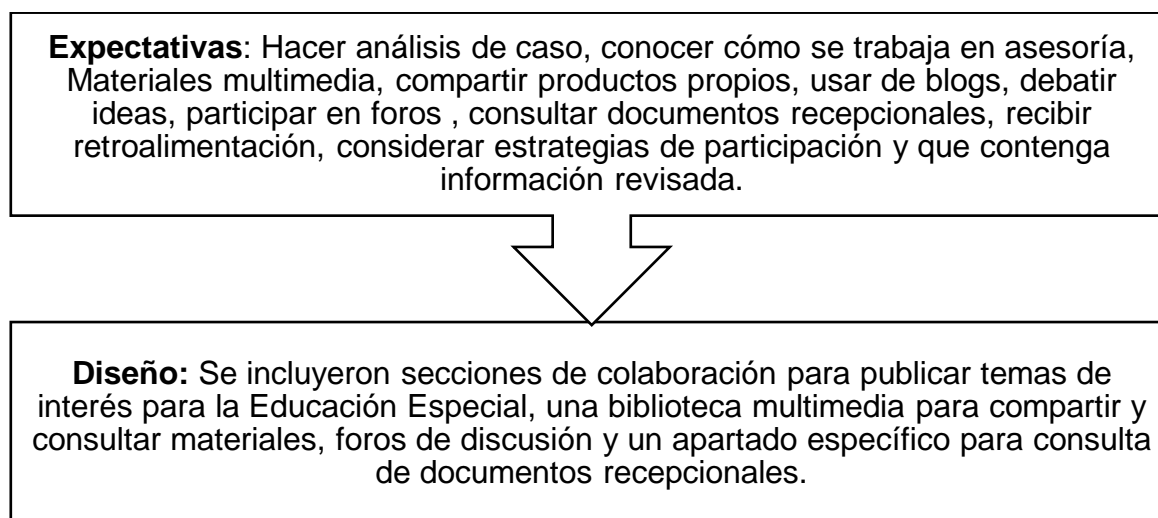 Expectativas: Hacer análisis de caso, conocer cómo se trabaja en asesoría,
Materiales multimedia, compartir productos propios, usar de blogs, debatir
ideas, participar en foros , consultar documentos recepcionales, recibir
retroalimentación, considerar estrategias de participación y que contenga
información revisada.
Diseño: Se incluyeron secciones de colaboración para publicar temas de
interés para la Educación Especial, una biblioteca multimedia para compartir y
consultar materiales, foros de discusión y un apartado específico para consulta
de documentos recepcionales.